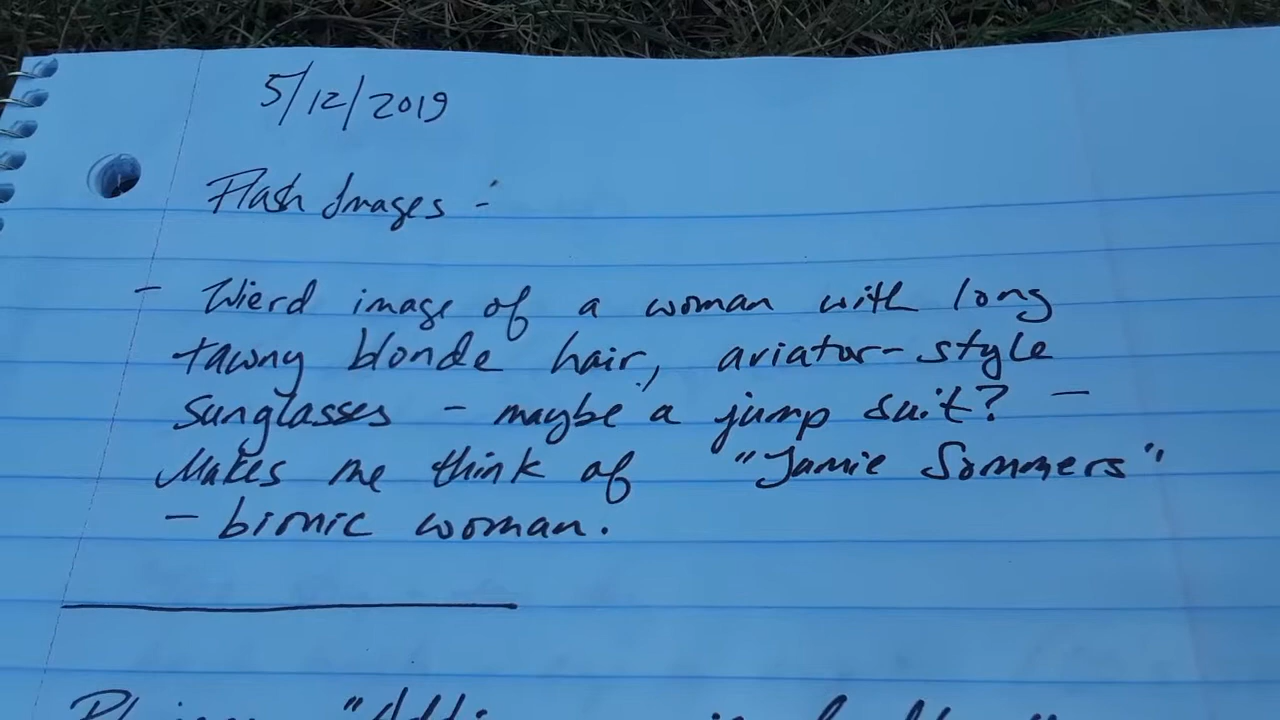 5/12/2019
Flash Images -
- Wierd image of a woman with long
tawny blonde hair, aviator-style
sunglasses - maybe a jump suit? -
Makes me think of "Jamie Sommers"
- bionic woman.